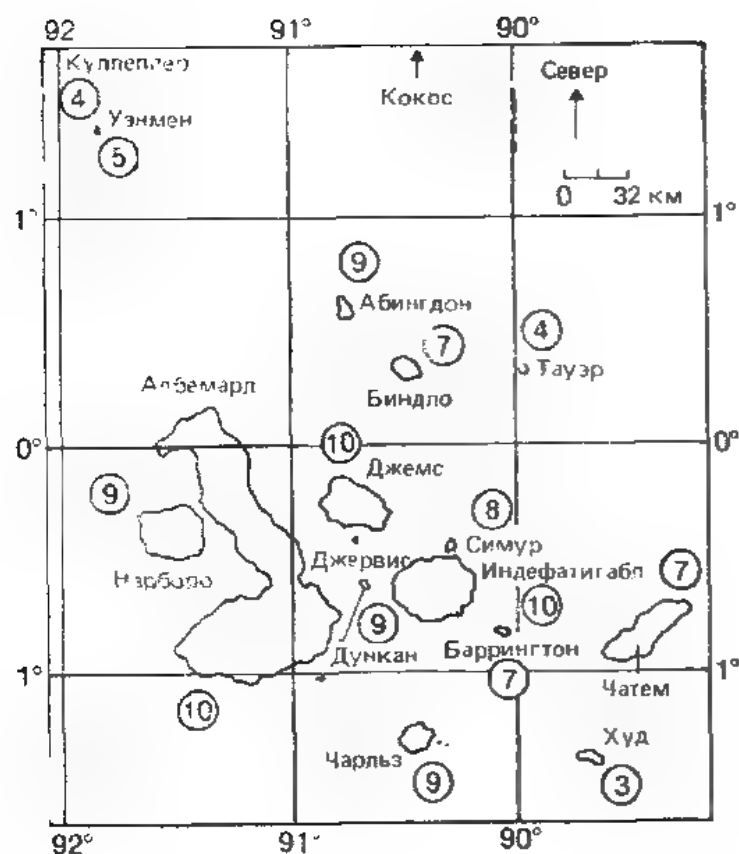 92 91° 90°
Кулпеппер
4
Уэнмен
5
Кокос
Север
0 32 км
1° 1°
9
Абингдон
7
4
Биндло
Тауэр
Албемарл
10
0° 0°
Джемс
9
8
Симур
Нарборо
Джервис
Индефатигабл
7
10
9
Дункан
Баррингтон
7
Чатем
1° 1°
10
Худ
Чарльз
9
3
92° 91° 90°